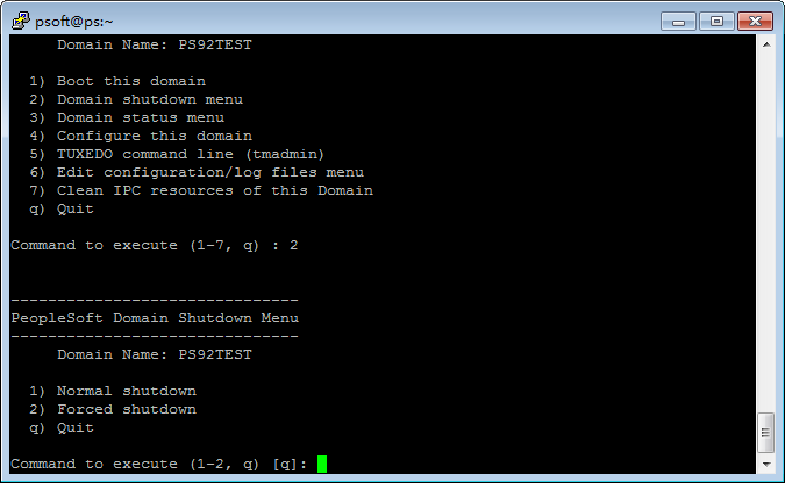 psoft@ps:~
Domain Name: PS92TEST
1) Boot this domain
2) Domain shutdown menu
3) Domain status menu
4) Configure this domain
5) TUXEDO command line (tmadmin)
6) Edit configuration/log files menu
7) Clean IPC resources of this Domain
q) Quit
Command to execute (1-7, q) : 2
-------------------------------
PeopleSoft Domain Shutdown Menu
-------------------------------
Domain Name: PS92TEST
1) Normal shutdown
2) Forced shutdown
q) Quit
Command to execute (1-2, q) [q]: